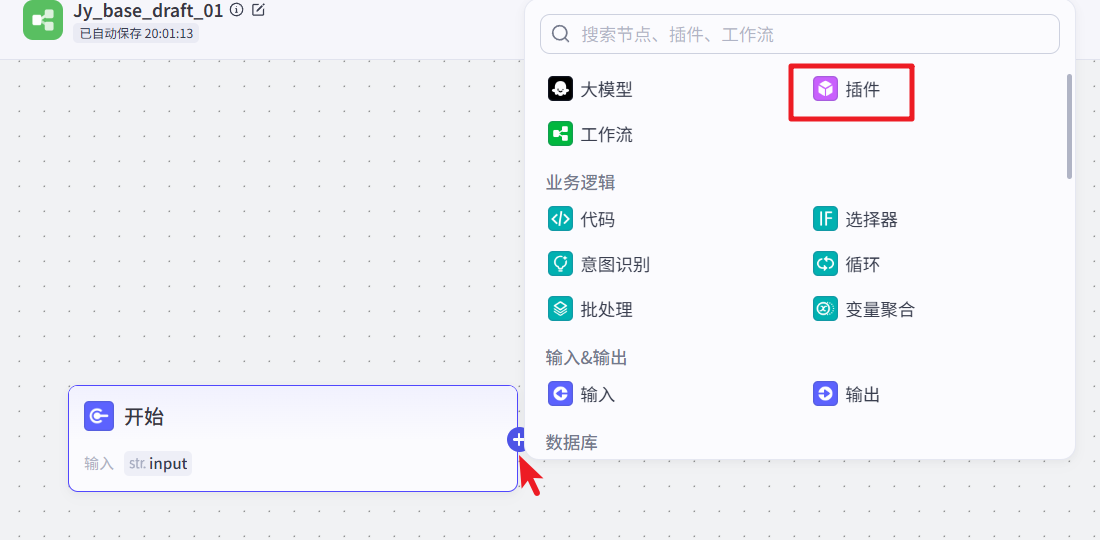 Jy_base_draft_01
已自动保存 20:01:13
搜索节点、插件、工作流
大模型
插件
工作流
业务逻辑
代码
IF
选择器
意图识别
循环
批处理
变量聚合
输入&输出
输入
输出
数据库
开始
输入 str. input